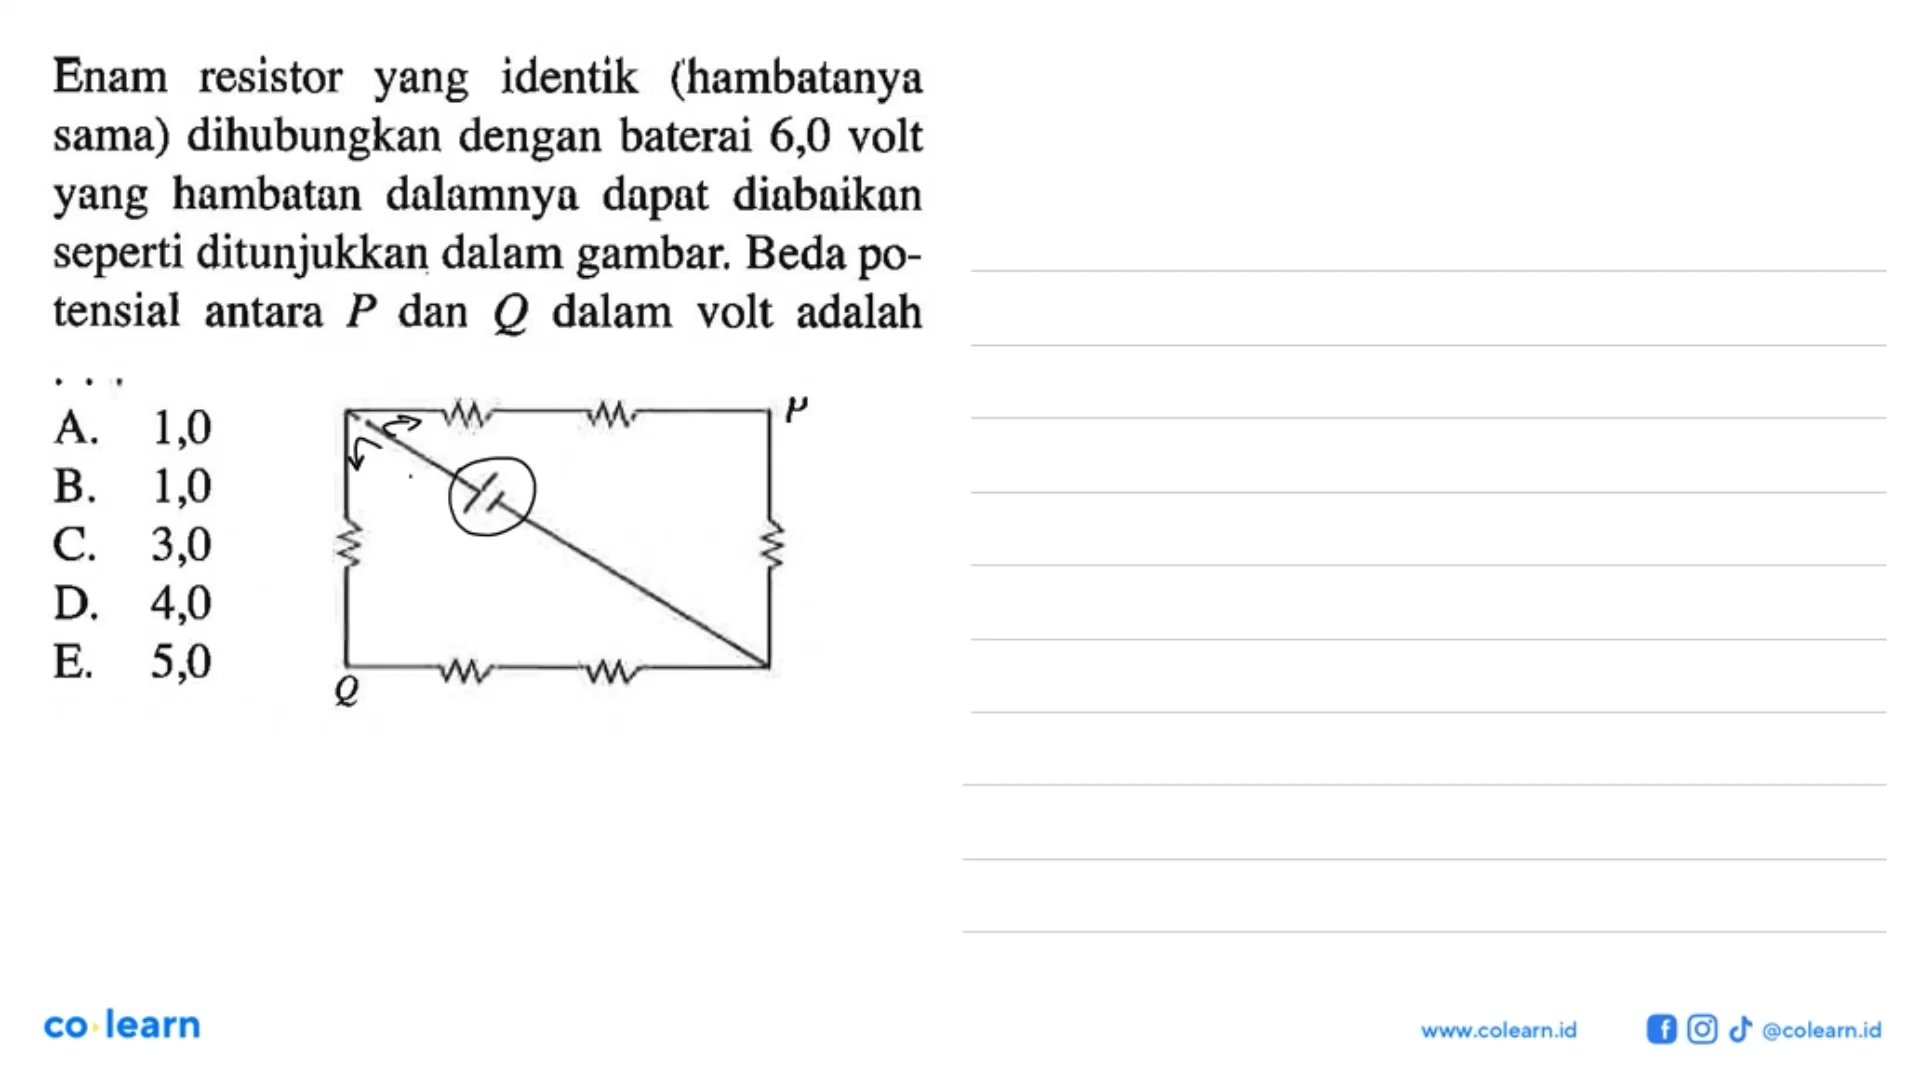 Enam resistor yang identik (hambatanya
sama) dihubungkan dengan baterai 6,0 volt
yang hambatan dalamnya dapat diabaikan
seperti ditunjukkan dalam gambar. Beda po-
tensial antara P dan Q dalam volt adalah
. . .
A. 1,0
B. 1,0
C. 3,0
D. 4,0
E. 5,0
P
Q
co learn
www.colearn.id
@colearn.id